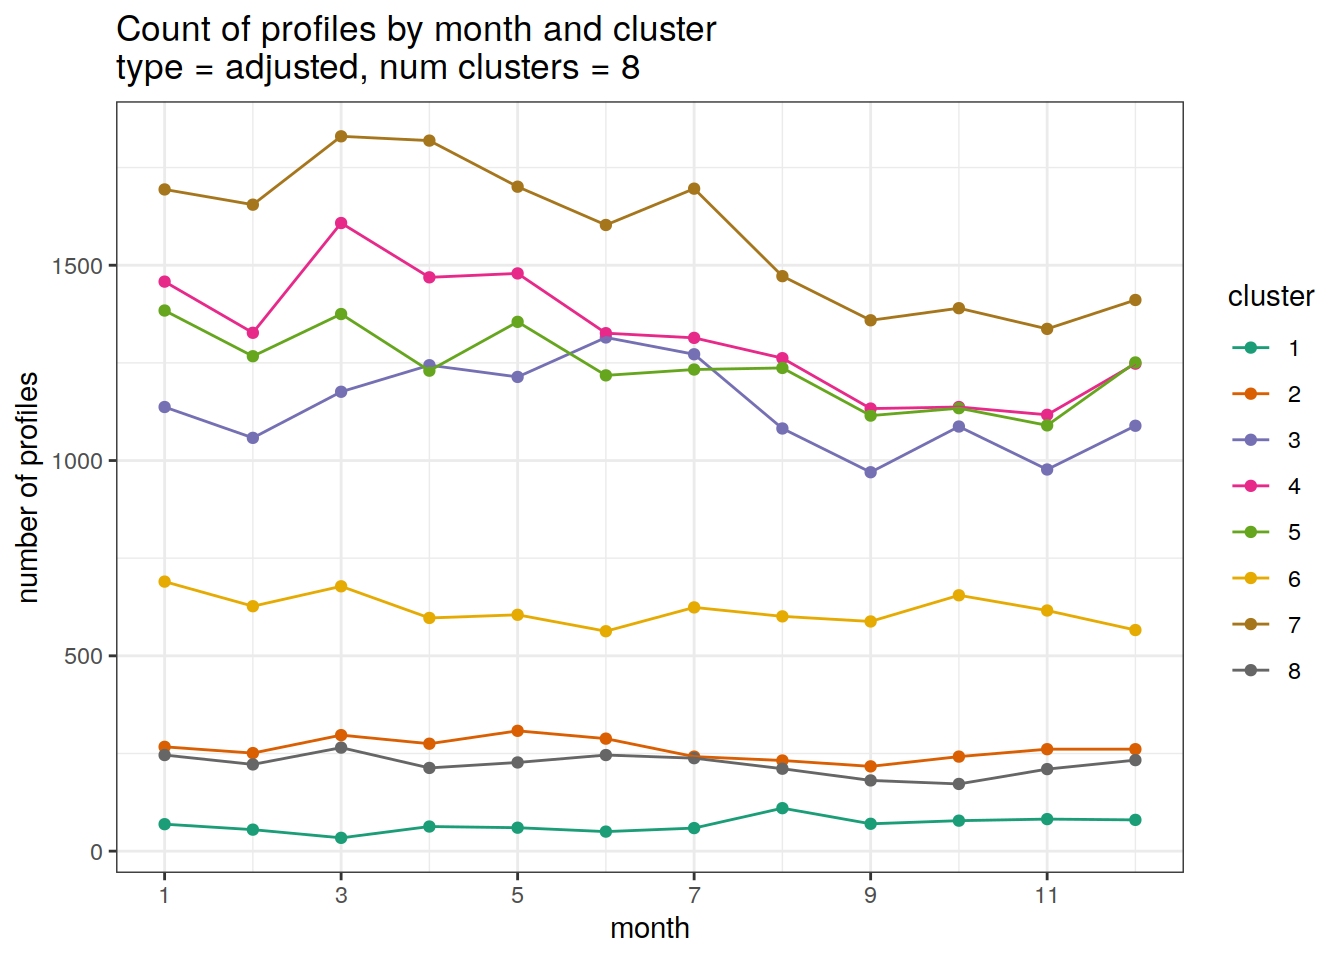 Count of profiles by month and cluster
type = adjusted, num clusters = 8
number of profiles
1500
1000
500
0
1 3 5 7 9 11
month
cluster
1
2
3
4
5
6
7
8